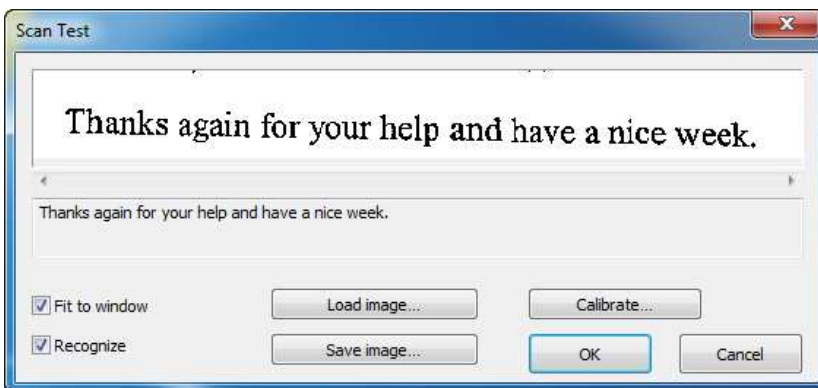 Scan Test
Thanks again for your help and have a nice week.
Thanks again for your help and have a nice week.
Fit to window
Load image...
Calibrate...
Recognize
Save image...
OK
Cancel